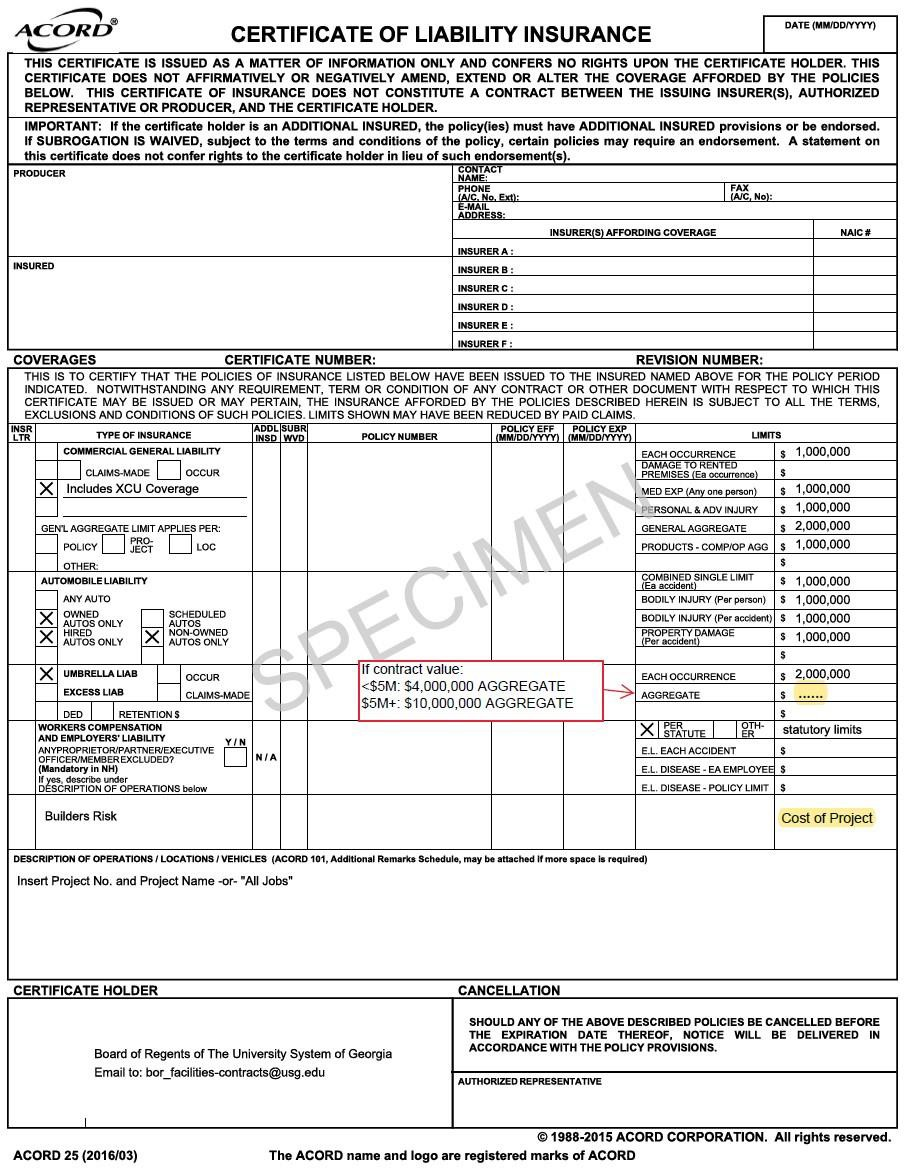 ACORD®
CERTIFICATE OF LIABILITY INSURANCE
DATE (MM/DD/YYYY)
THIS CERTIFICATE IS ISSUED AS A MATTER OF INFORMATION ONLY AND CONFERS NO RIGHTS UPON THE CERTIFICATE HOLDER. THIS
CERTIFICATE DOES NOT AFFIRMATIVELY OR NEGATIVELY AMEND, EXTEND OR ALTER THE COVERAGE AFFORDED BY THE POLICIES
BELOW. THIS CERTIFICATE OF INSURANCE DOES NOT CONSTITUTE A CONTRACT BETWEEN THE ISSUING INSURER(S), AUTHORIZED
REPRESENTATIVE OR PRODUCER, AND THE CERTIFICATE HOLDER.
IMPORTANT: If the certificate holder is an ADDITIONAL INSURED, the policy(ies) must have ADDITIONAL INSURED provisions or be endorsed.
If SUBROGATION IS WAIVED, subject to the terms and conditions of the policy, certain policies may require an endorsement. A statement on
this certificate does not confer rights to the certificate holder in lieu of such endorsement(s).
PRODUCER
CONTACT
NAME:
PHONE
(A/C, No, Ext):
FAX
(A/C, No):
E-MAIL
ADDRESS:
INSURER(S) AFFORDING COVERAGE NAIC #
INSURER A :
INSURED
INSURER B :
INSURER C :
INSURER D :
INSURER E :
INSURER F :
COVERAGES CERTIFICATE NUMBER: REVISION NUMBER:
THIS IS TO CERTIFY THAT THE POLICIES OF INSURANCE LISTED BELOW HAVE BEEN ISSUED TO THE INSURED NAMED ABOVE FOR THE POLICY PERIOD
INDICATED. NOTWITHSTANDING ANY REQUIREMENT, TERM OR CONDITION OF ANY CONTRACT OR OTHER DOCUMENT WITH RESPECT TO WHICH THIS
CERTIFICATE MAY BE ISSUED OR MAY PERTAIN, THE INSURANCE AFFORDED BY THE POLICIES DESCRIBED HEREIN IS SUBJECT TO ALL THE TERMS,
EXCLUSIONS AND CONDITIONS OF SUCH POLICIES. LIMITS SHOWN MAY HAVE BEEN REDUCED BY PAID CLAIMS.
INSR
LTR
TYPE OF INSURANCE
ADDL
INSD
SUBR
WVD
POLICY NUMBER
POLICY EFF
(MM/DD/YYYY)
POLICY EXP
(MM/DD/YYYY)
LIMITS
COMMERCIAL GENERAL LIABILITY
CLAIMS-MADE OCCUR
X Includes XCU Coverage
GEN'L AGGREGATE LIMIT APPLIES PER:
POLICY PRO-
JECT LOC
OTHER:
EACH OCCURRENCE $ 1,000,000
DAMAGE TO RENTED
PREMISES (Ea occurrence) $
MED EXP (Any one person) $ 1,000,000
PERSONAL & ADV INJURY $ 1,000,000
GENERAL AGGREGATE $ 2,000,000
PRODUCTS - COMP/OP AGG $ 1,000,000
$
AUTOMOBILE LIABILITY
ANY AUTO
X OWNED
AUTOS ONLY
SCHEDULED
AUTOS
X HIRED
AUTOS ONLY
X NON-OWNED
AUTOS ONLY
COMBINED SINGLE LIMIT
(Ea accident) $ 1,000,000
BODILY INJURY (Per person) $ 1,000,000
BODILY INJURY (Per accident) $ 1,000,000
PROPERTY DAMAGE
(Per accident) $ 1,000,000
$
SPECIMEN
X UMBRELLA LIAB OCCUR
EXCESS LIAB CLAIMS-MADE
DED RETENTION $
If contract value:
<$5M: $4,000,000 AGGREGATE
$5M+: $10,000,000 AGGREGATE
EACH OCCURRENCE $ 2,000,000
AGGREGATE $ ......
$
WORKERS COMPENSATION
AND EMPLOYERS' LIABILITY
Y / N
ANYPROPRIETOR/PARTNER/EXECUTIVE
OFFICER/MEMBEREXCLUDED?
(Mandatory in NH)
If yes, describe under
DESCRIPTION OF OPERATIONS below
N / A
X PER
STATUTE
OTH-
ER
statutory limits
E.L. EACH ACCIDENT $
E.L. DISEASE - EA EMPLOYEE $
E.L. DISEASE - POLICY LIMIT $
Builders Risk
Cost of Project
DESCRIPTION OF OPERATIONS / LOCATIONS / VEHICLES (ACORD 101, Additional Remarks Schedule, may be attached if more space is required)
Insert Project No. and Project Name -or- "All Jobs"
CERTIFICATE HOLDER
Board of Regents of The University System of Georgia
Email to: bor_facilities-contracts@usg.edu
CANCELLATION
SHOULD ANY OF THE ABOVE DESCRIBED POLICIES BE CANCELLED BEFORE
THE EXPIRATION DATE THEREOF, NOTICE WILL BE DELIVERED IN
ACCORDANCE WITH THE POLICY PROVISIONS.
AUTHORIZED REPRESENTATIVE
© 1988-2015 ACORD CORPORATION. All rights reserved.
ACORD 25 (2016/03) The ACORD name and logo are registered marks of ACORD